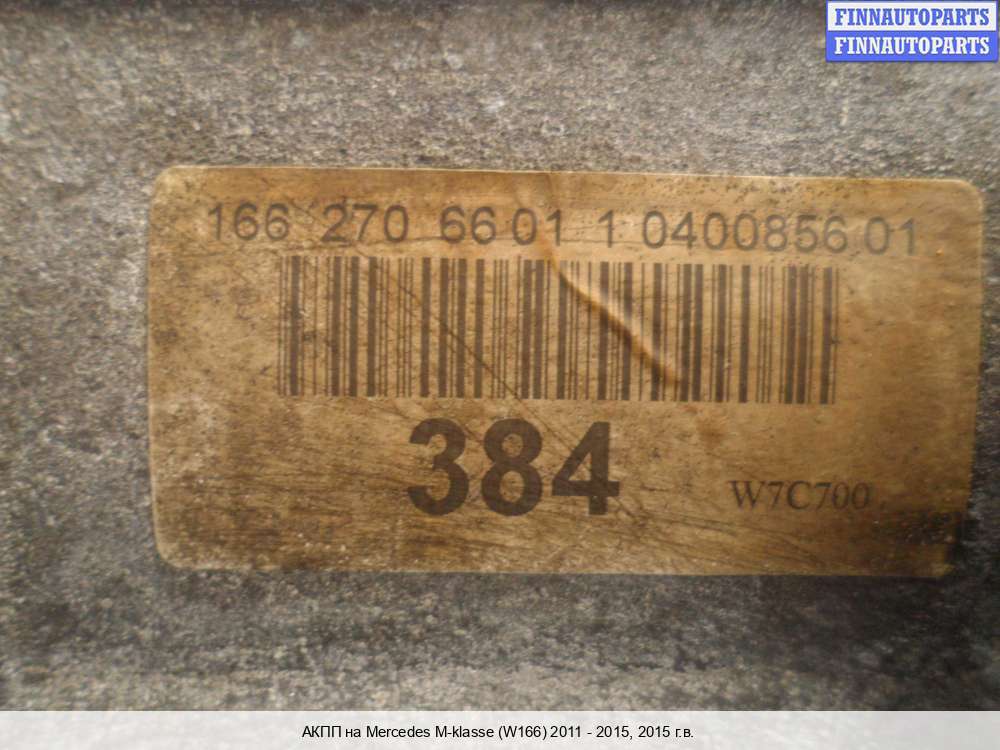 FINNAUTOPARTS
FINNAUTOPARTS
166 270 66 01 1 0400856 01
384
W7C700
АКПП на Mercedes M-klasse (W166) 2011 - 2015, 2015 г.в.